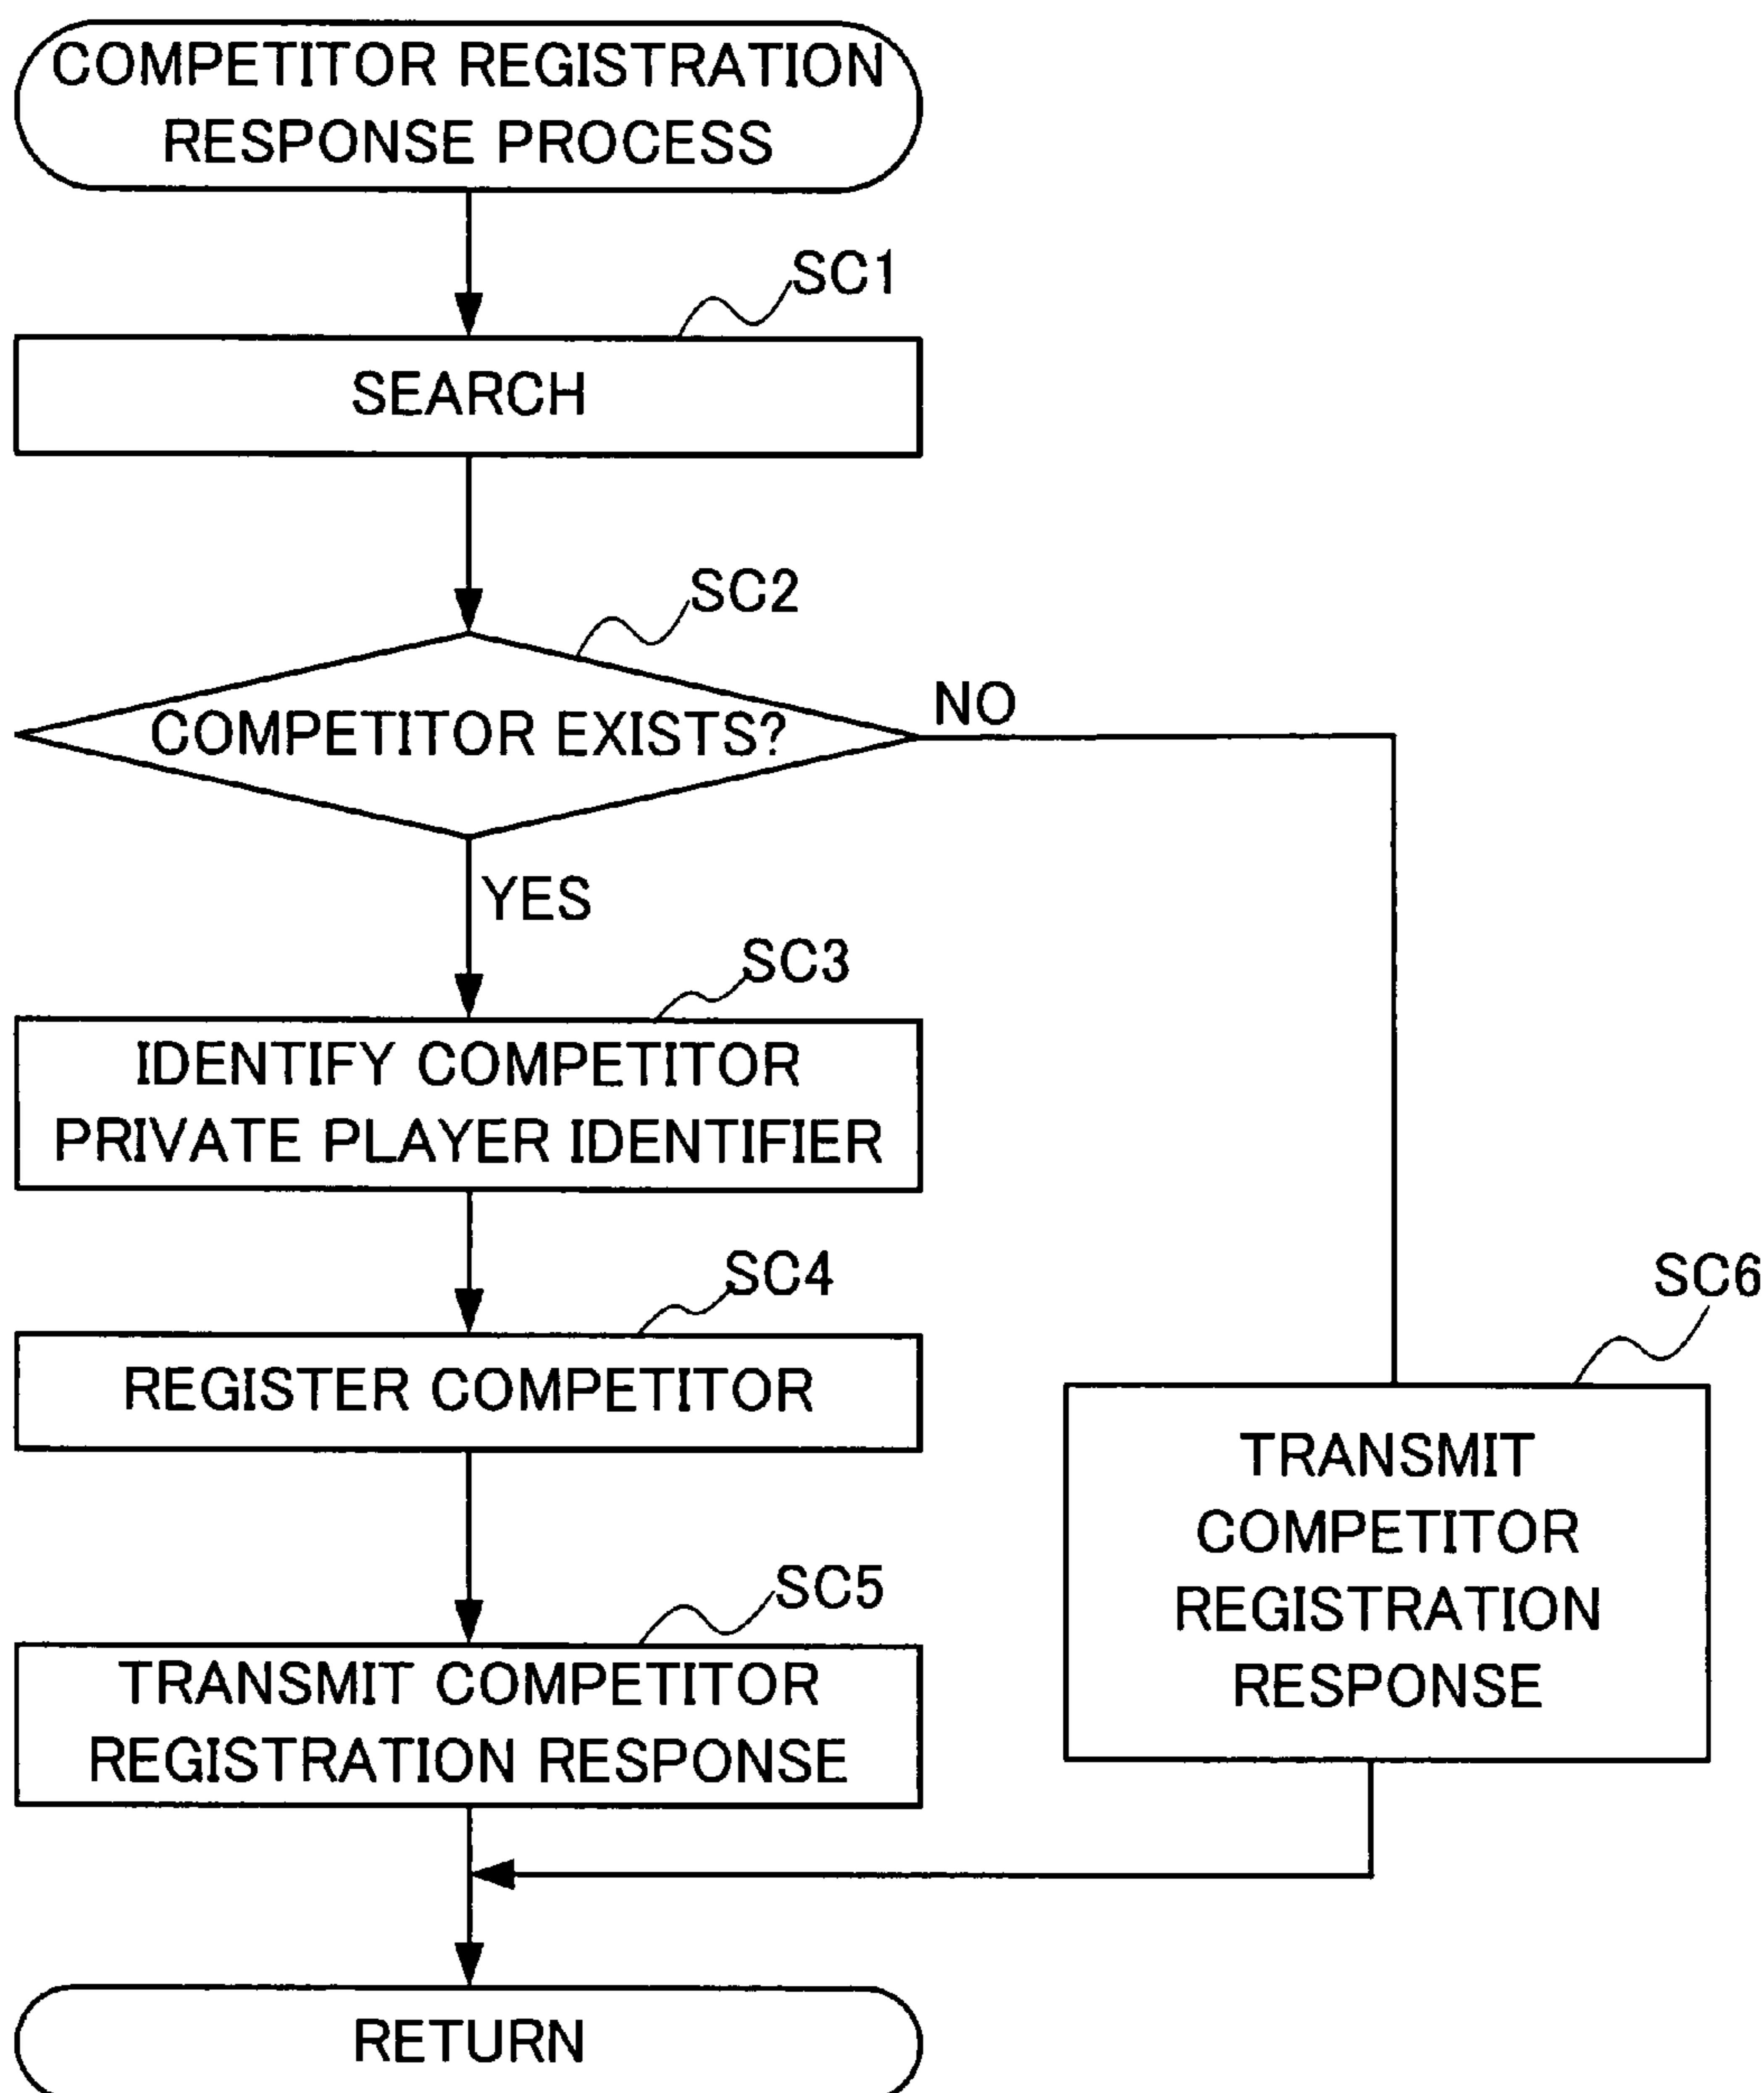 COMPETITOR REGISTRATION
RESPONSE PROCESS
SC1
SEARCH
SC2
COMPETITOR EXISTS?
NO
YES
SC3
IDENTIFY COMPETITOR
PRIVATE PLAYER IDENTIFIER
SC4
REGISTER COMPETITOR
SC6
TRANSMIT
COMPETITOR
REGISTRATION
RESPONSE
SC5
TRANSMIT COMPETITOR
REGISTRATION RESPONSE
RETURN